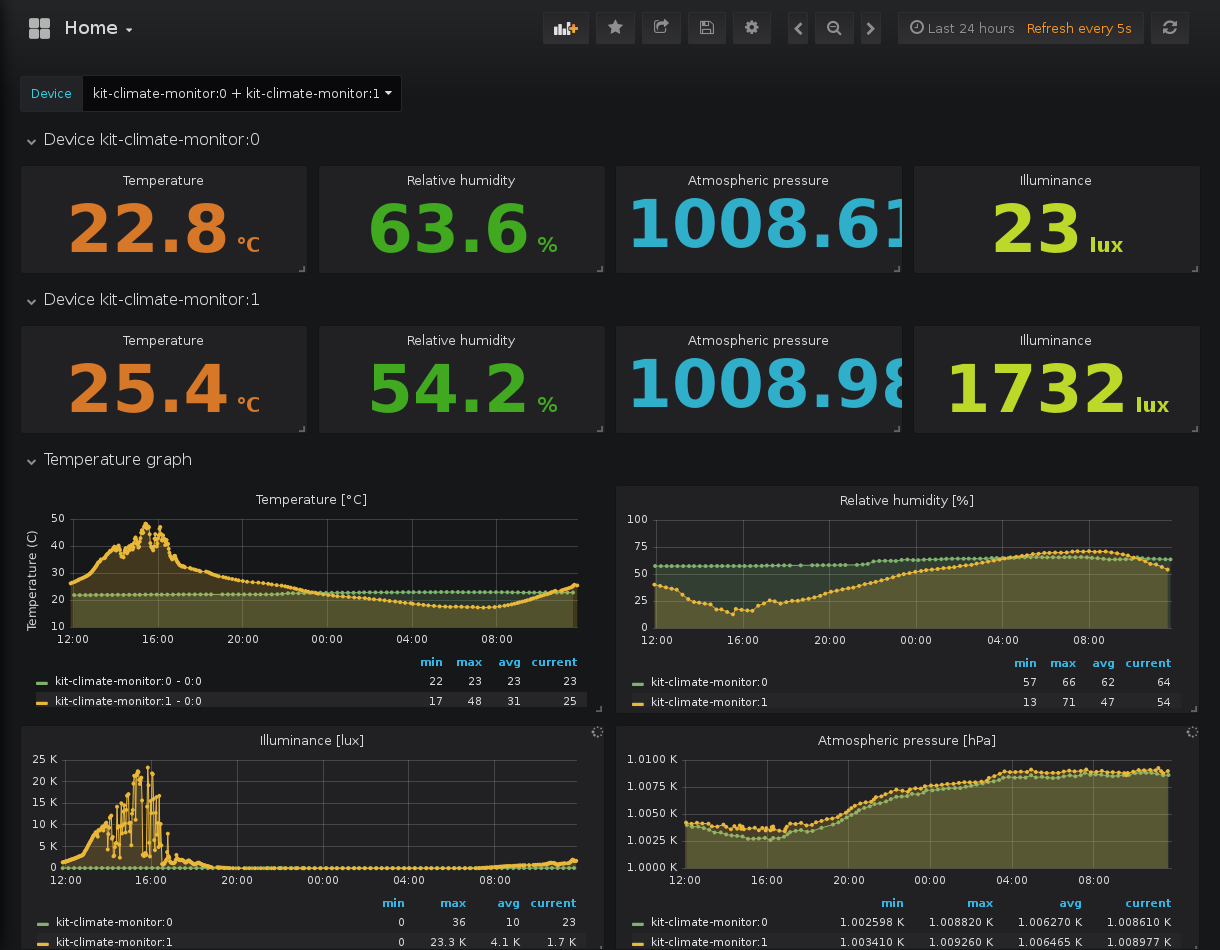 Home
Last 24 hours Refresh every 5s
Device kit-climate-monitor:0 + kit-climate-monitor:1
Device kit-climate-monitor:0
Temperature Relative humidity Atmospheric pressure Illuminance
22.8 °C 63.6 % 1008.61 23 lux
Device kit-climate-monitor:1
Temperature Relative humidity Atmospheric pressure Illuminance
25.4 °C 54.2 % 1008.98 1732 lux
Temperature graph
Temperature [°C]
Temperature (C)
50
40
30
20
10
12:00 16:00 20:00 00:00 04:00 08:00
min max avg current
kit-climate-monitor:0 - 0:0 22 23 23 23
kit-climate-monitor:1 - 0:0 17 48 31 25
Relative humidity [%]
100
75
50
25
0
12:00 16:00 20:00 00:00 04:00 08:00
min max avg current
kit-climate-monitor:0 57 66 62 64
kit-climate-monitor:1 13 71 47 54
Illuminance [lux]
25 K
20 K
15 K
10 K
5 K
0
12:00 16:00 20:00 00:00 04:00 08:00
min max avg current
kit-climate-monitor:0 0 36 10 23
kit-climate-monitor:1 0 23.3 K 4.1 K 1.7 K
Atmospheric pressure [hPa]
1.0100 K
1.0075 K
1.0050 K
1.0025 K
1.0000 K
12:00 16:00 20:00 00:00 04:00 08:00
min max avg current
kit-climate-monitor:0 1.002598 K 1.008820 K 1.006270 K 1.008610 K
kit-climate-monitor:1 1.003410 K 1.009260 K 1.006465 K 1.008977 K